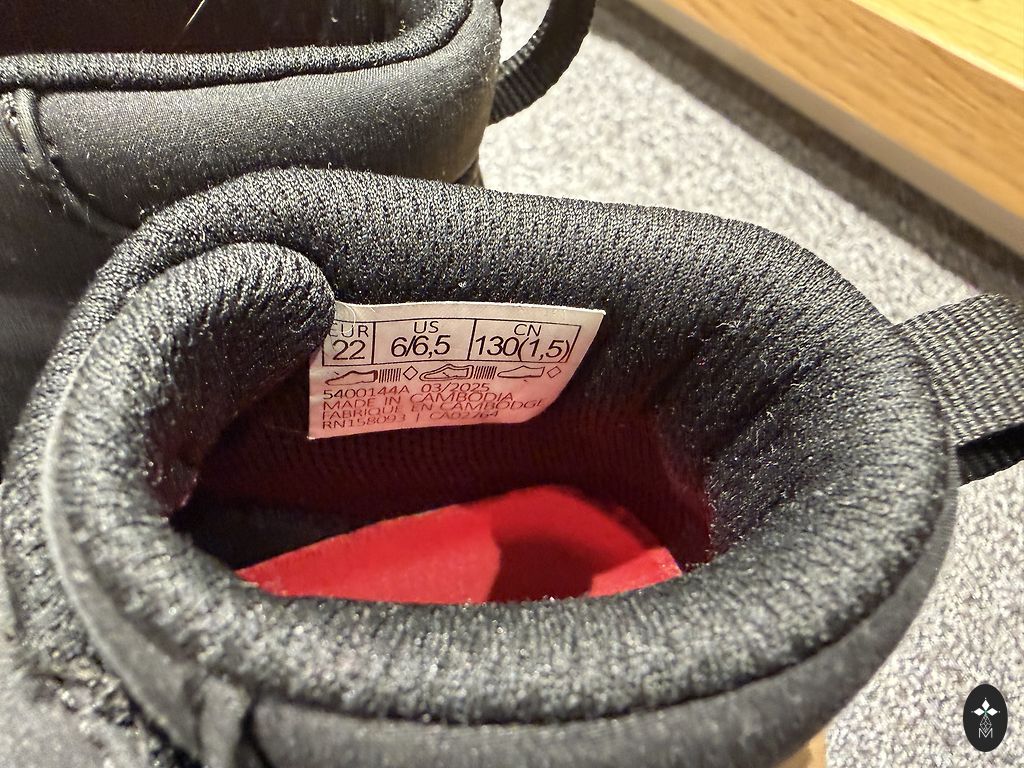 EUR US CN
22 6/6,5 130(1,5)
5400144A 03/2025
MADE IN CAMBODIA
FABRIQUE EN CAMBODGE
RN158093 | CA02764
M